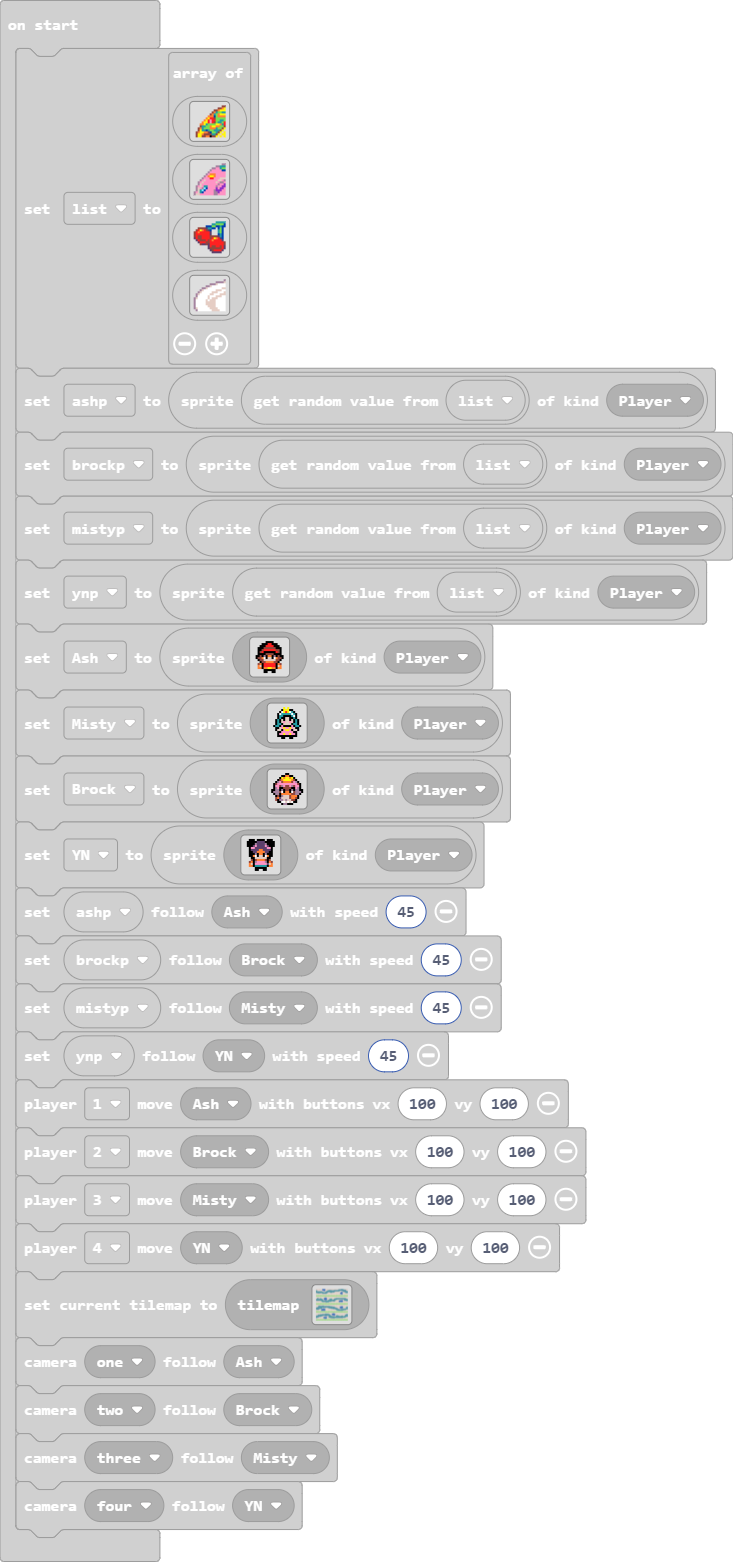 on start
array of
set list to
set ashp to sprite get random value from list of kind Player
set brockp to sprite get random value from list of kind Player
set mistyp to sprite get random value from list of kind Player
set ynp to sprite get random value from list of kind Player
set Ash to sprite of kind Player
set Misty to sprite of kind Player
set Brock to sprite of kind Player
set YN to sprite of kind Player
set ashp follow Ash with speed 45
set brockp follow Brock with speed 45
set mistyp follow Misty with speed 45
set ynp follow YN with speed 45
player 1 move Ash with buttons vx 100 vy 100
player 2 move Brock with buttons vx 100 vy 100
player 3 move Misty with buttons vx 100 vy 100
player 4 move YN with buttons vx 100 vy 100
set current tilemap to tilemap
camera one follow Ash
camera two follow Brock
camera three follow Misty
camera four follow YN